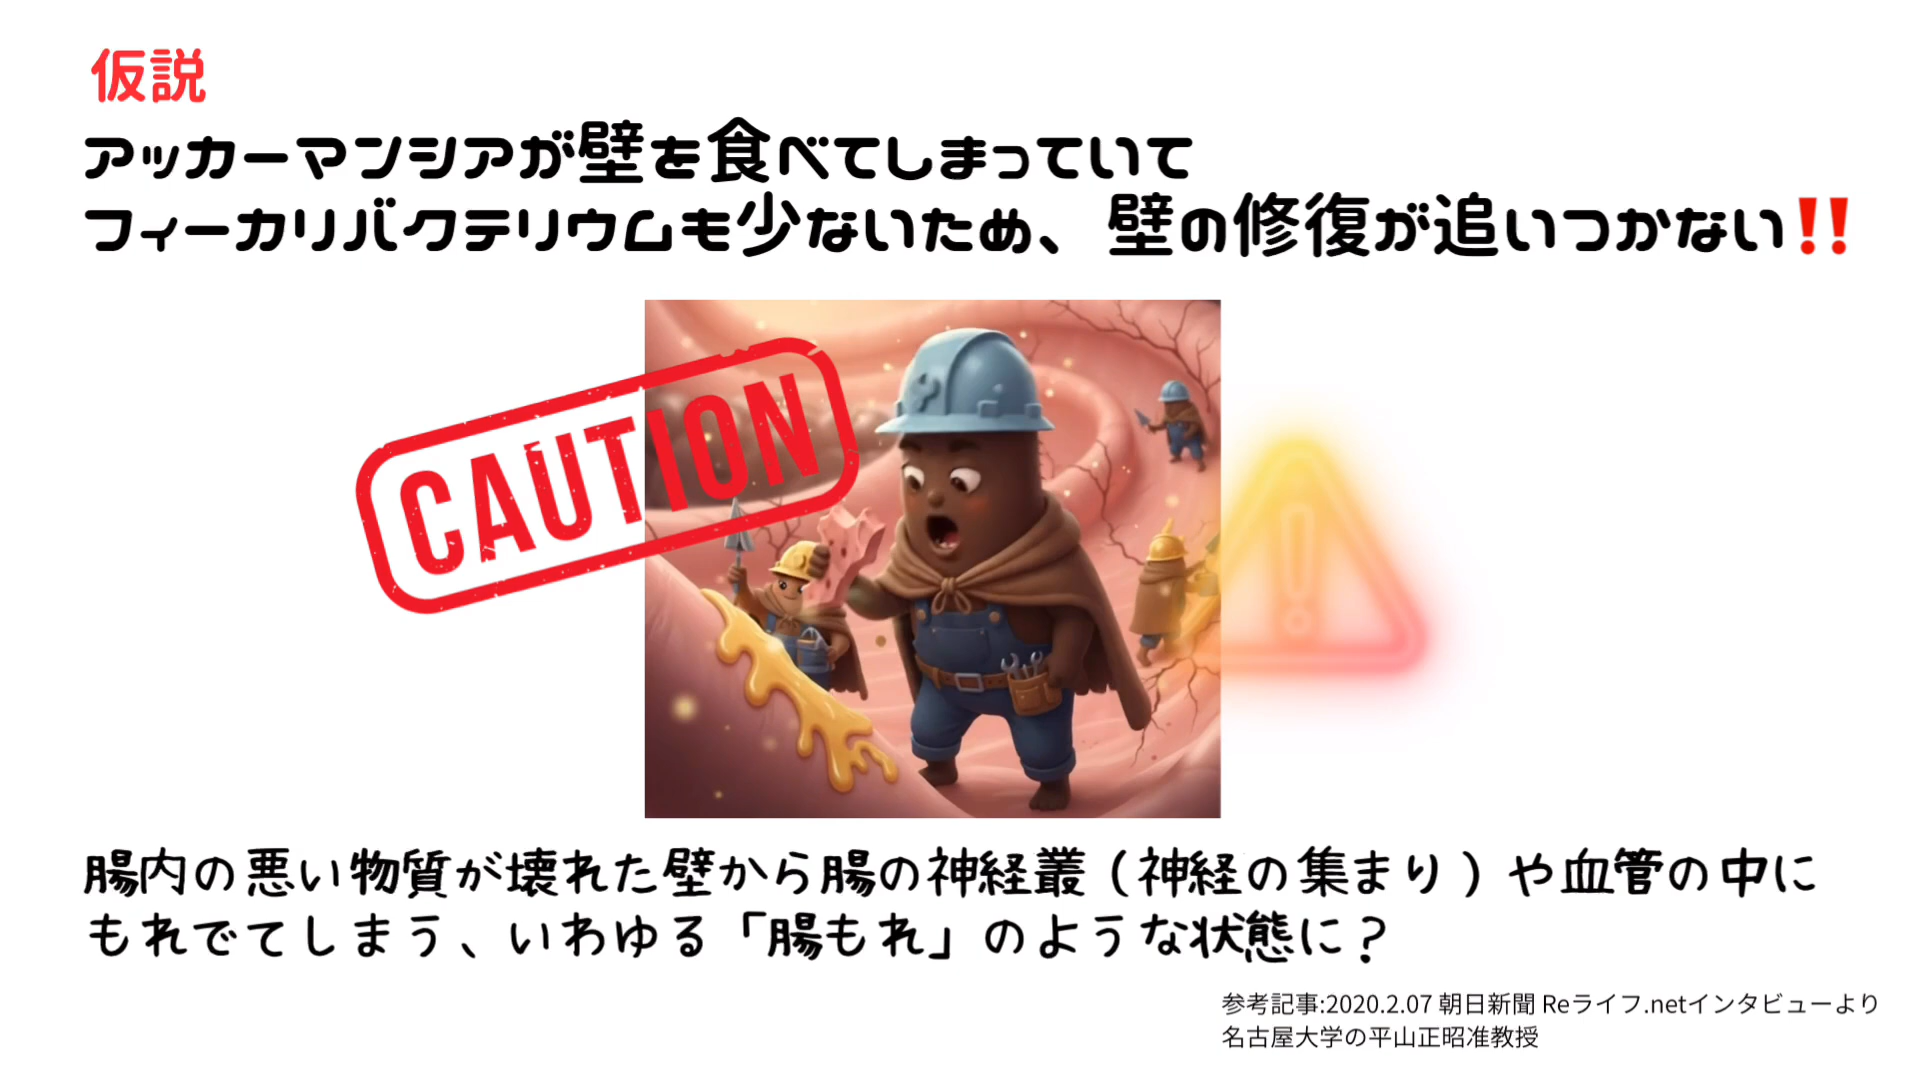 仮説
アッカーマンシアが壁を食べてしまっていて
フィーカリバクテリウムも少ないため、壁の修復が追いつかない‼
CAUTION
腸内の悪い物質が壊れた壁から腸の神経叢（神経の集まり）や血管の中に
もれでてしまう、いわゆる「腸もれ」のような状態に？
参考記事:2020.2.07 朝日新聞 Reライフ.netインタビューより
名古屋大学の平山正昭准教授